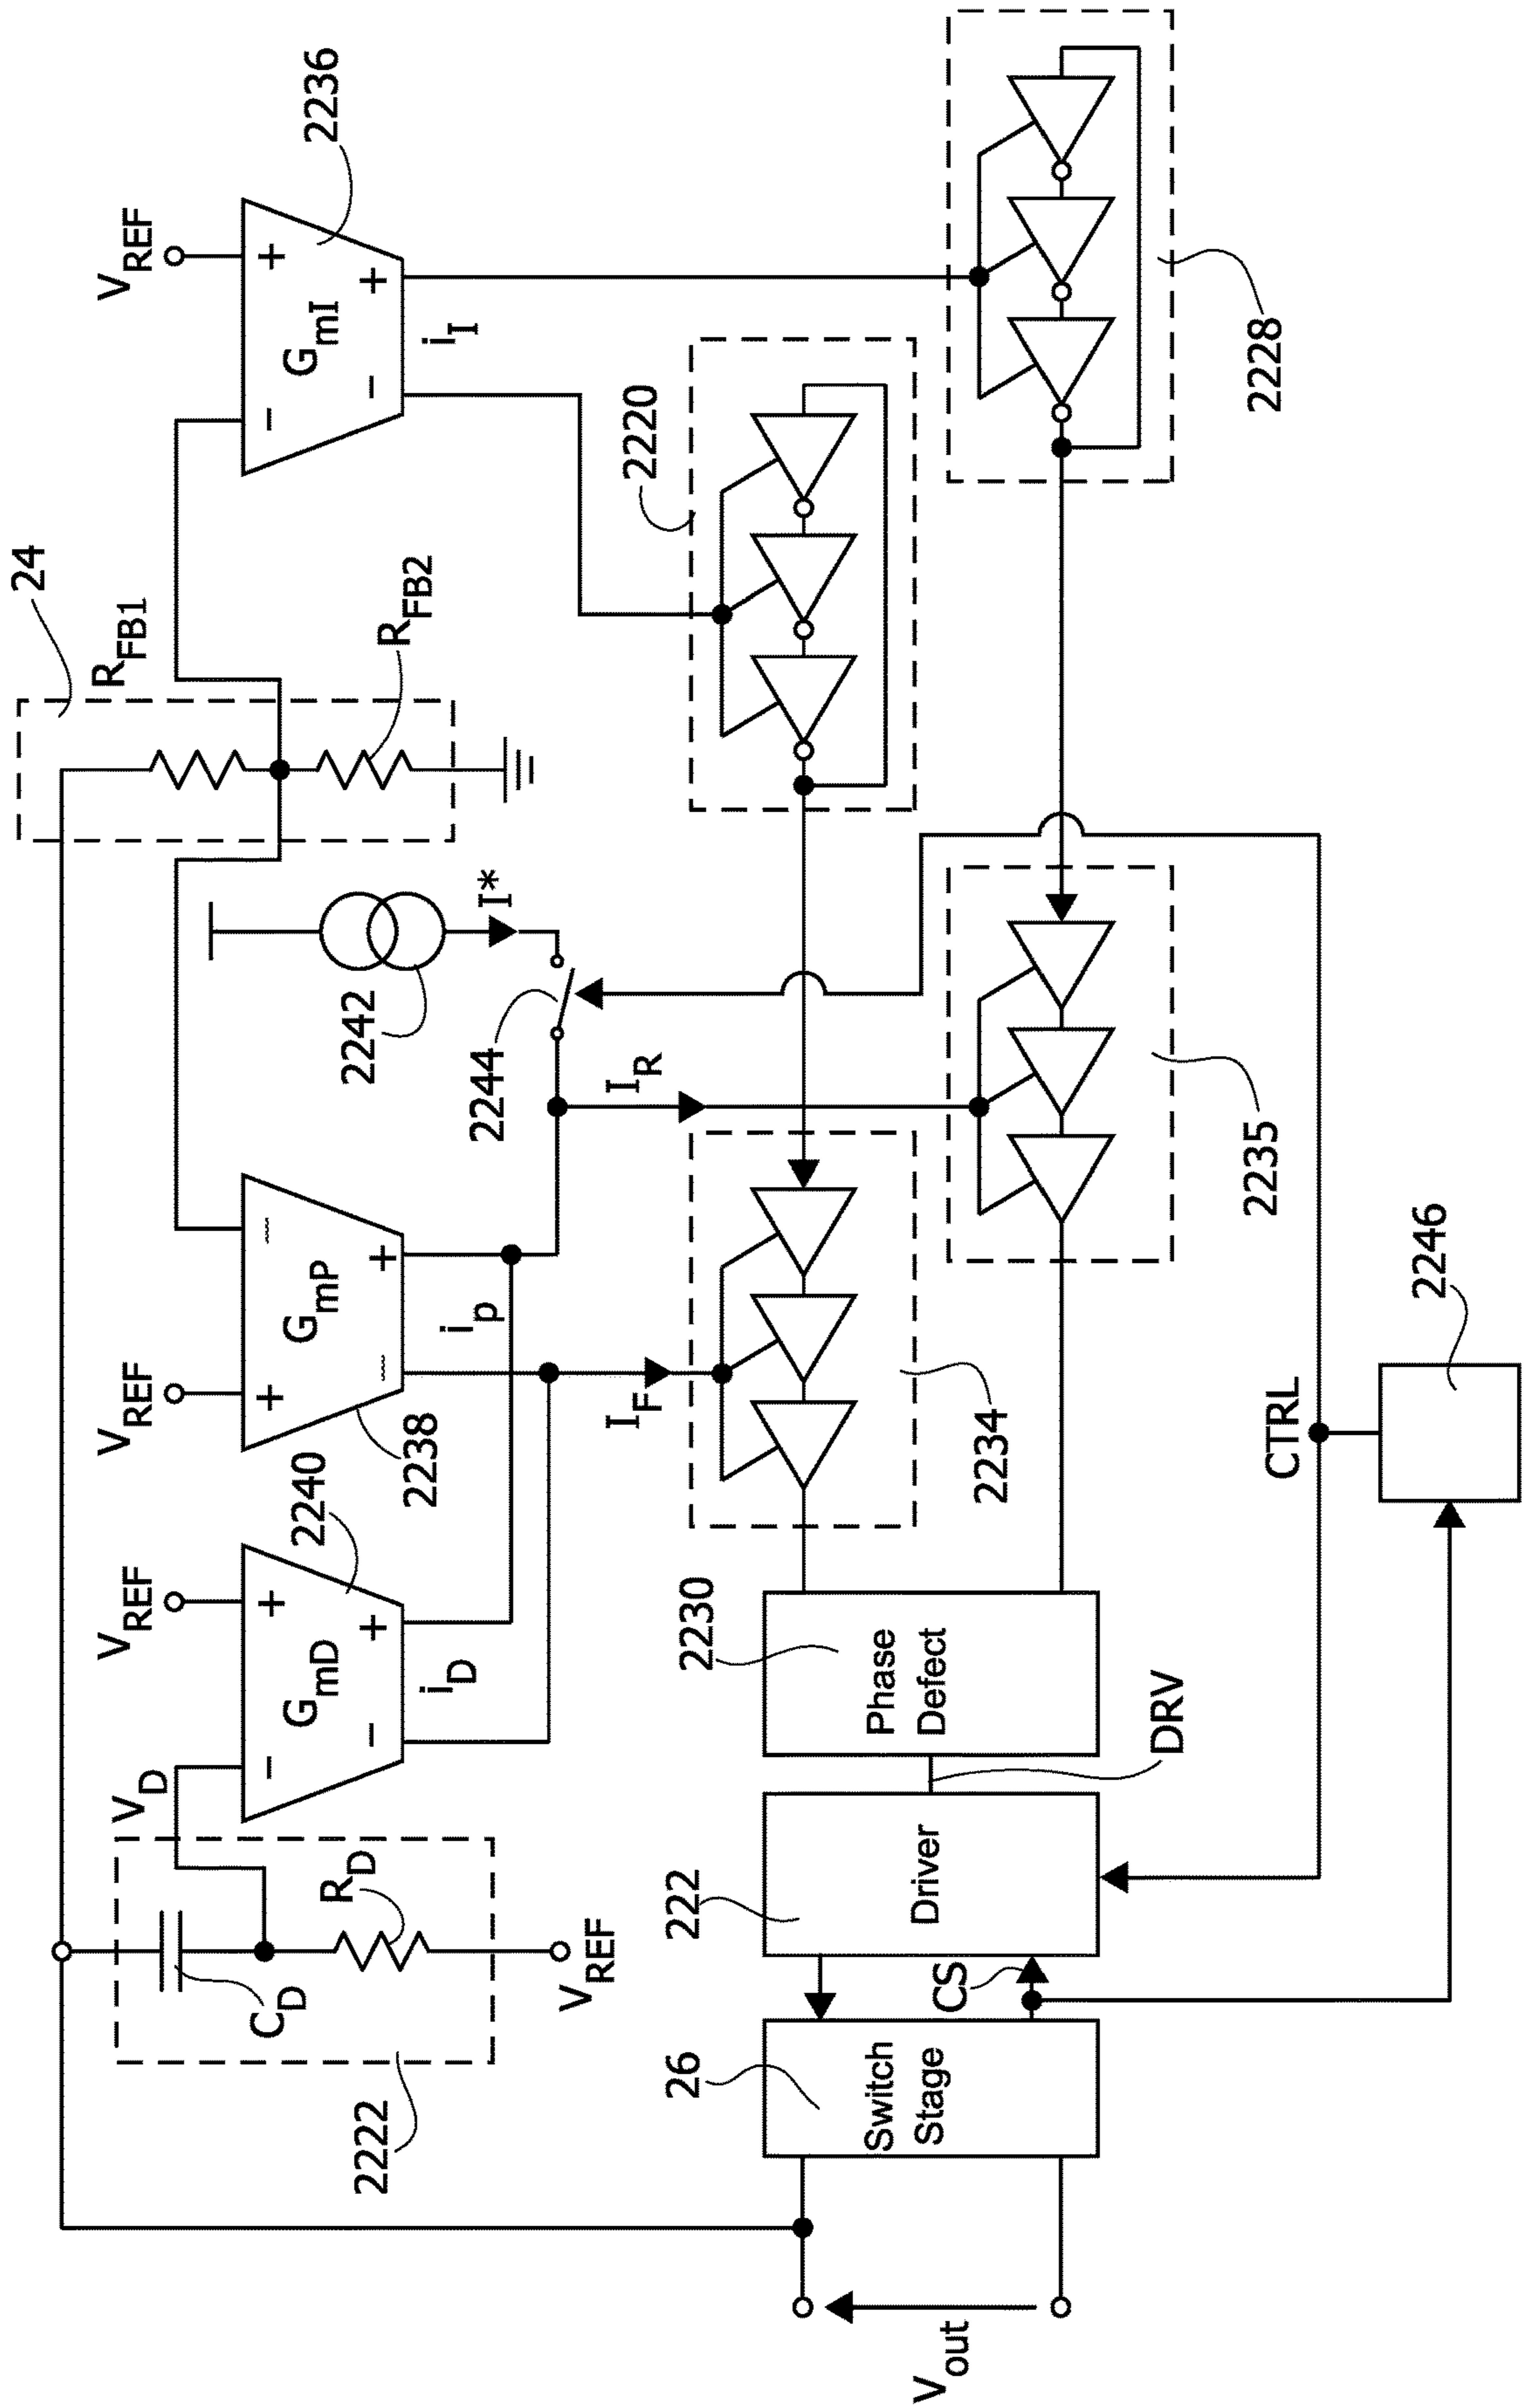 2222
C_D
R_D
V_REF
V_D
V_REF
2240
G_mD
i_D
V_REF
2238
G_mP
i_p
2242
I*
2244
I_R
I_F
24
R_FB1
R_FB2
V_REF
2236
G_mI
i_I
2220
2228
2234
2235
2230
Phase
Defect
DRV
222
Driver
CS
26
Switch
Stage
V_out
CTRL
2246